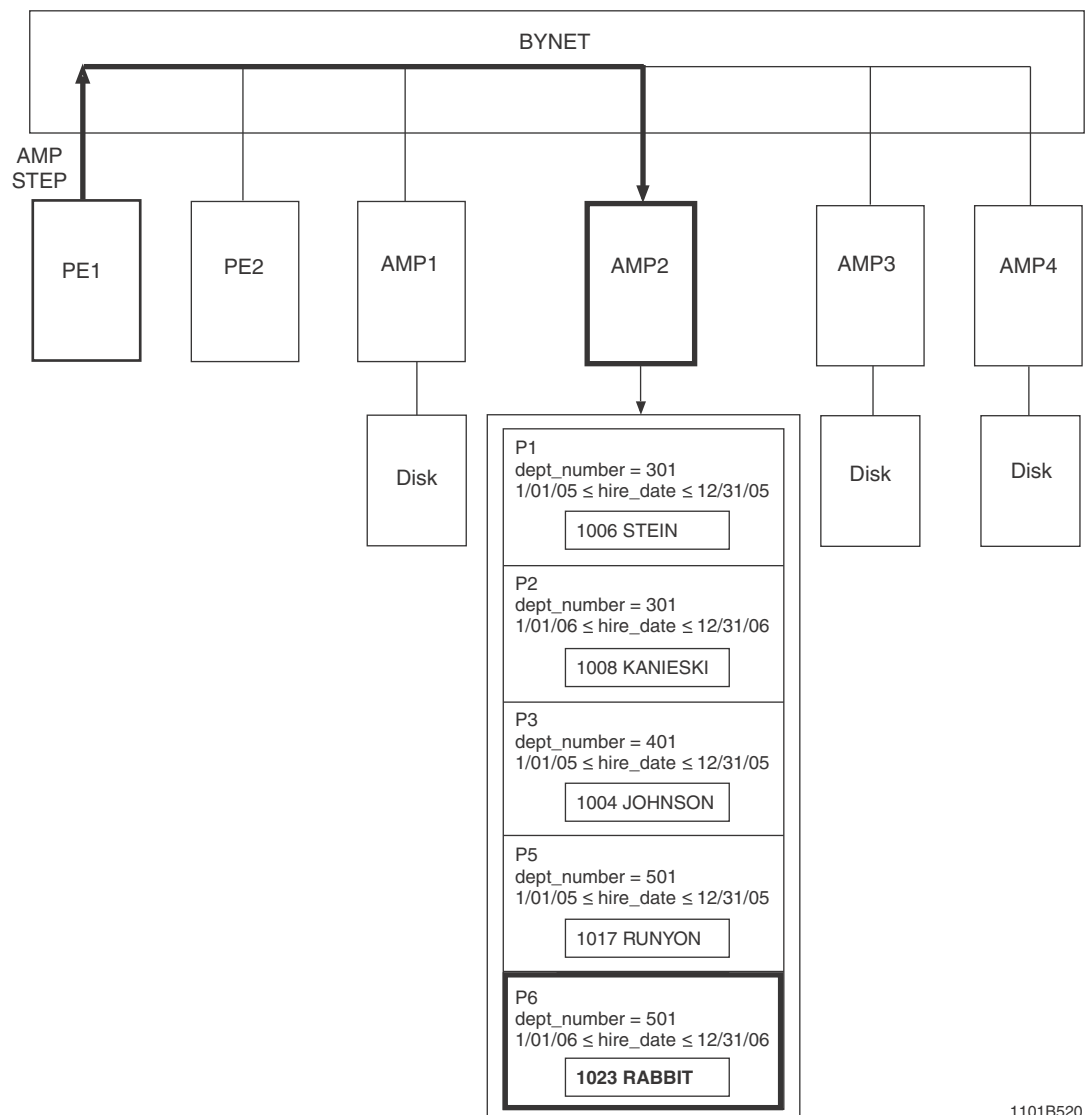 BYNET
AMP
STEP
PE1
PE2
AMP1
AMP2
AMP3
AMP4
Disk
Disk
Disk
P1
dept_number = 301
1/01/05 ≤ hire_date ≤ 12/31/05
1006 STEIN
P2
dept_number = 301
1/01/06 ≤ hire_date ≤ 12/31/06
1008 KANIESKI
P3
dept_number = 401
1/01/05 ≤ hire_date ≤ 12/31/05
1004 JOHNSON
P5
dept_number = 501
1/01/05 ≤ hire_date ≤ 12/31/05
1017 RUNYON
P6
dept_number = 501
1/01/06 ≤ hire_date ≤ 12/31/06
1023 RABBIT
1101B520